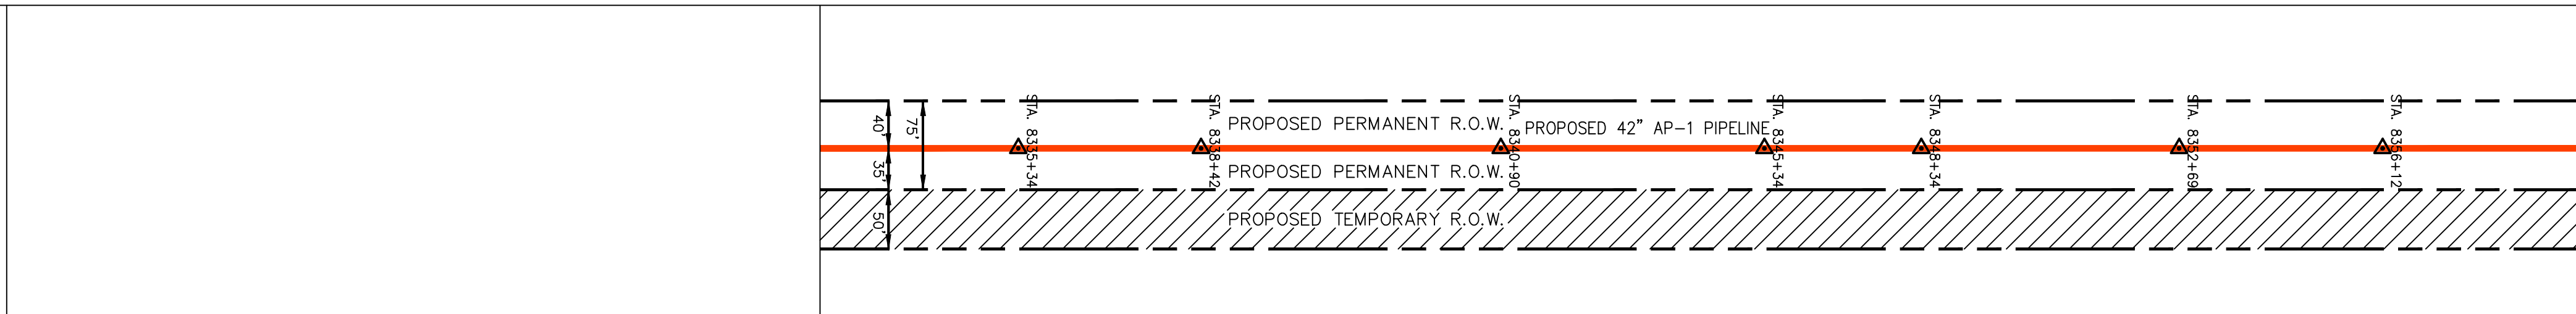 40'
75'
35'
50'
STA. 8335+34
STA. 8338+42
PROPOSED PERMANENT R.O.W.
STA. 8340+90
PROPOSED 42" AP-1 PIPELINE
STA. 8345+34
STA. 8348+34
STA. 8352+69
STA. 8356+12
PROPOSED PERMANENT R.O.W.
PROPOSED TEMPORARY R.O.W.